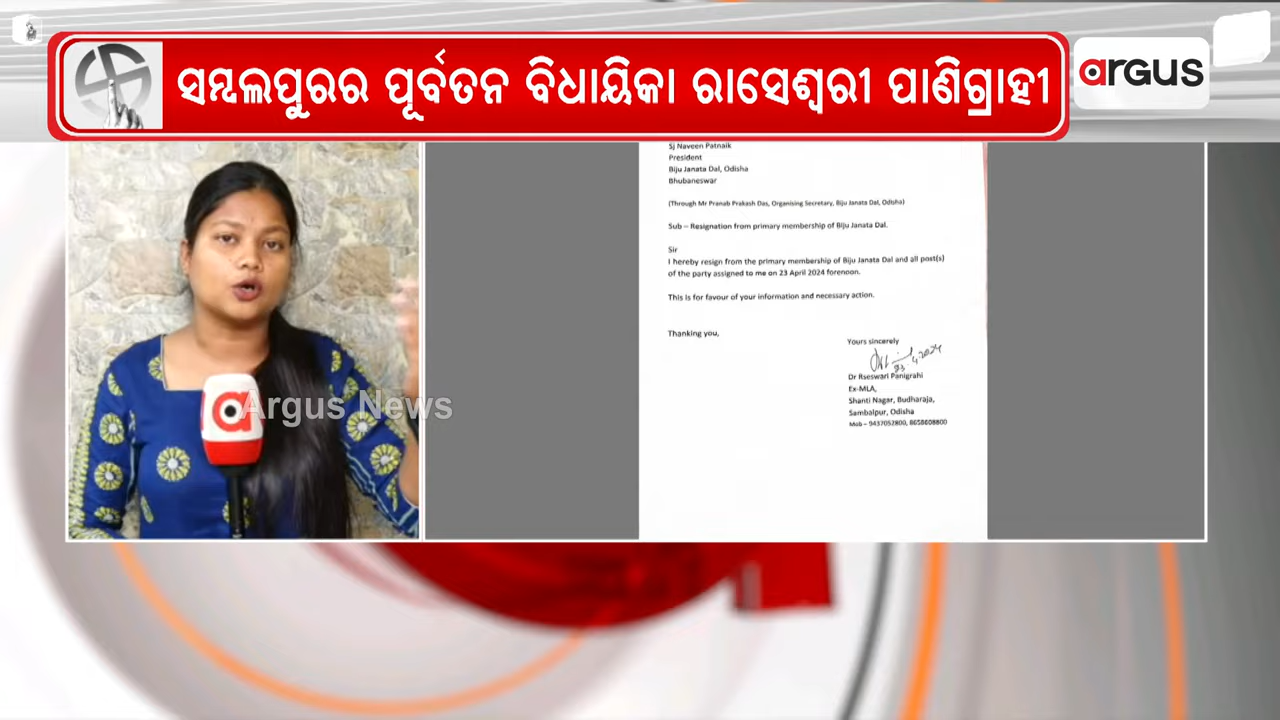 ସମ୍ବଲପୁରର ପୂର୍ବତନ ବିଧାୟିକା ରାସେଶ୍ୱରୀ ପାଣିଗ୍ରାହୀ
argus
Sj Naveen Patnaik
President
Biju Janata Dal, Odisha
Bhubaneswar
(Through Mr Pranab Prakash Das, Organising Secretary, Biju Janata Dal, Odisha)
Sub – Resignation from primary membership of Biju Janata Dal.
Sir
I hereby resign from the primary membership of Biju Janata Dal and all post(s)
of the party assigned to me on 23 April 2024 forenoon.
This is for favour of your information and necessary action.
Thanking you,
Yours sincerely
Dr Rseswari Panigrahi
Ex-MLA,
Shanti Nagar, Budharaja,
Sambalpur, Odisha
Mob – 9437052800, 8658608800
a
Argus News